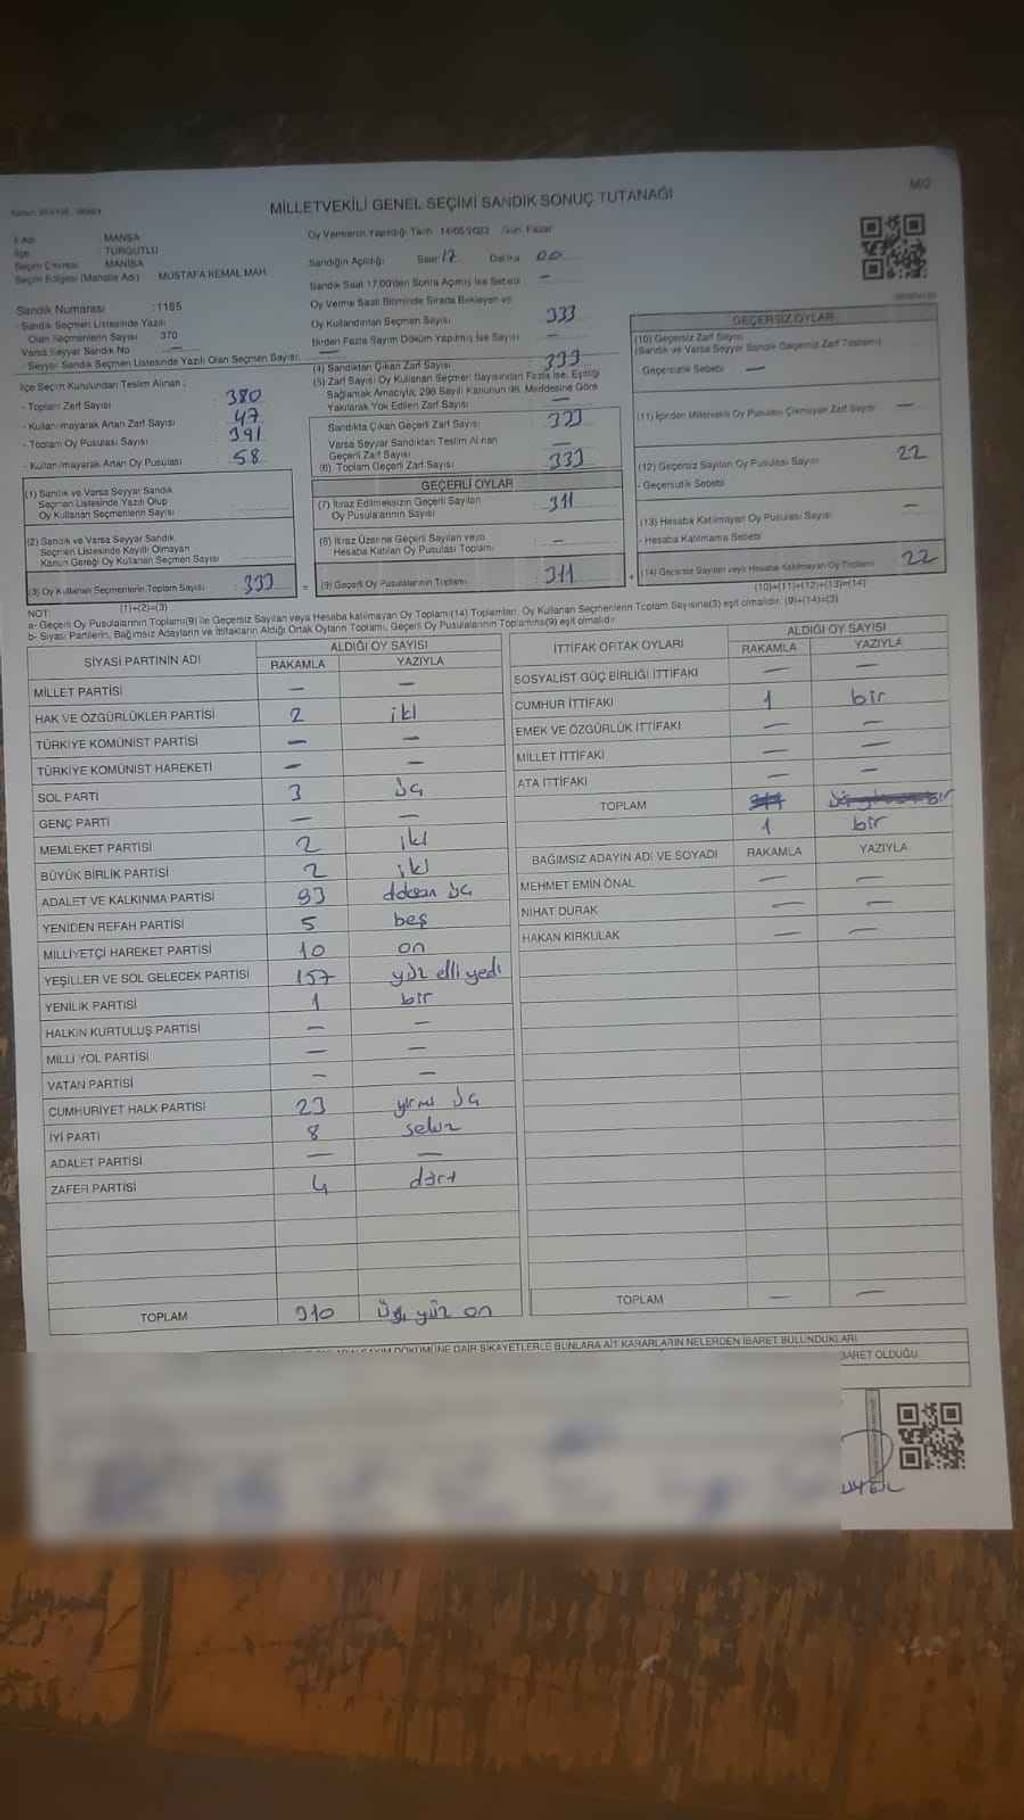 MİLLETVEKİLİ GENEL SEÇİMİ SANDIK SONUÇ TUTANAĞI
MANİSA
TURGUTLU
MANİSA
Seçim Bölgesi (Mahalle Adı) MUSTAFA KEMAL MAH.
Oy Vermenin Yapıldığı Tarih : 14/05/2023 Gün: Pazar
Sandığın Açıldığı Saat 17 Dakika 00
Sandık Saat 17.00'den Sonra Açılmış İse Sebebi —
Oy Verme Saati Bitiminde Sırada Bekleyen ve
Oy Kullandırılan Seçmen Sayısı 333
Birden Fazla Sayım Döküm Yapılmış İse Sayısı —
Sandık Numarası :1185
- Sandık Seçmen Listesinde Yazılı
Olan Seçmenlerin Sayısı 370
Varsa Seyyar Sandık No —
- Seyyar Sandık Seçmen Listesinde Yazılı Olan Seçmen Sayısı: —
İlçe Seçim Kurulundan Teslim Alınan :
- Toplam Zarf Sayısı 380
- Kullanılmayarak Artan Zarf Sayısı 47
- Toplam Oy Pusulası Sayısı 391
- Kullanılmayarak Artan Oy Pusulası 58
(1) Sandık ve Varsa Seyyar Sandık
Seçmen Listesinde Yazılı Olup
Oy Kullanan Seçmenlerin Sayısı
(2) Sandık ve Seyyar Sandık
Seçmen Listesinde Kayıtlı Olmayan
Kanun Gereği Oy Kullanan Seçmen Sayısı
(3) Oy Kullanan Seçmenlerin Toplam Sayısı 333
(1)+(2)=(3)
(4) Sandıktan Çıkan Zarf Sayısı 333
(5) Zarf Sayısı Oy Kullanan Seçmen Sayısından Fazla İse, Eşitliği
Sağlamak Amacıyla, 298 Sayılı Kanunun 98. Maddesine Göre
Yakılarak Yok Edilen Zarf Sayısı —
Sandıkta Çıkan Geçerli Zarf Sayısı 333
Varsa Seyyar Sandıktan Teslim Alınan
Geçerli Zarf Sayısı —
(6) Toplam Geçerli Zarf Sayısı 333
GEÇERLİ OYLAR
(7) İtiraz Edilmeksizin Geçerli Sayılan
Oy Pusulalarının Sayısı 311
(8) İtiraz Üzerine Geçerli Sayılan veya
Hesaba Katılan Oy Pusulası Toplamı —
(9) Geçerli Oy Pusulalarının Toplamı 311
GEÇERSİZ OYLAR
(10) Geçersiz Zarf Sayısı
(Sandık ve Varsa Seyyar Sandık Geçersiz Zarf Toplamı)
Geçersizlik Sebebi —
(11) İçinden Milletvekili Oy Pusulası Çıkmayan Zarf Sayısı —
(12) Geçersiz Sayılan Oy Pusulası Sayısı 22
- Geçersizlik Sebebi
(13) Hesaba Katılmayan Oy Pusulası Sayısı —
- Hesaba Katılmama Sebebi
(14) Geçersiz Sayılan veya Hesaba Katılmayan Oy Toplamı 22
(10)+(11)+(12)+(13)=(14)
NOT:
a- Geçerli Oy Pusulalarının Toplamı(9) ile Geçersiz Sayılan veya Hesaba katılmayan Oy Toplamı(14) Toplamları, Oy Kullanan Seçmenlerin Toplam Sayısına(3) eşit olmalıdır. (9)+(14)=(3)
b- Siyasi Partilerin, Bağımsız Adayların ve İttifakların Aldığı Ortak Oyların Toplamı, Geçerli Oy Pusulalarının Toplamına(9) eşit olmalıdır.
SİYASİ PARTİNİN ADI ALDIĞI OY SAYISI
RAKAMLA YAZIYLA
MİLLET PARTİSİ — —
HAK VE ÖZGÜRLÜKLER PARTİSİ 2 iki
TÜRKİYE KOMÜNİST PARTİSİ — —
TÜRKİYE KOMÜNİST HAREKETİ — —
SOL PARTİ 3 üç
GENÇ PARTİ — —
MEMLEKET PARTİSİ 2 iki
BÜYÜK BİRLİK PARTİSİ 2 iki
ADALET VE KALKINMA PARTİSİ 93 doksan üç
YENİDEN REFAH PARTİSİ 5 beş
MİLLİYETÇİ HAREKET PARTİSİ 10 on
YEŞİLLER VE SOL GELECEK PARTİSİ 157 yüz elli yedi
YENİLİK PARTİSİ 1 bir
HALKIN KURTULUŞ PARTİSİ — —
MİLLİ YOL PARTİSİ — —
VATAN PARTİSİ — —
CUMHURİYET HALK PARTİSİ 23 yirmi üç
İYİ PARTİ 8 sekiz
ADALET PARTİSİ — —
ZAFER PARTİSİ 4 dört
TOPLAM 310 üç yüz on
İTTİFAK ORTAK OYLARI ALDIĞI OY SAYISI
RAKAMLA YAZIYLA
SOSYALİST GÜÇ BİRLİĞİ İTTİFAKI — —
CUMHUR İTTİFAKI 1 bir
EMEK VE ÖZGÜRLÜK İTTİFAKI — —
MİLLET İTTİFAKI — —
ATA İTTİFAKI — —
TOPLAM 311
1 bir
BAĞIMSIZ ADAYIN ADI VE SOYADI RAKAMLA YAZIYLA
MEHMET EMİN ÖNAL — —
NİHAT DURAK — —
HAKAN KIRKULAK — —
TOPLAM — —
DÖKÜMÜNE DAİR ŞİKAYETLERLE BUNLARA AİT KARARLARIN NELERDEN İBARET BULUNDUKLARI
İBARET OLDUĞU